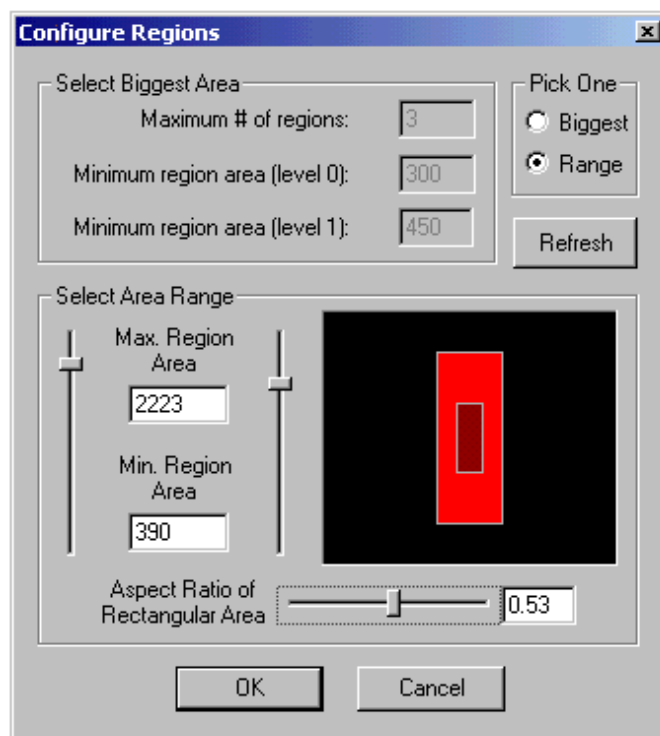 Configure Regions
Select Biggest Area
Maximum # of regions:
3
Minimum region area (level 0):
300
Minimum region area (level 1):
450
Pick One
Biggest
Range
Refresh
Select Area Range
Max. Region
Area
2223
Min. Region
Area
390
Aspect Ratio of
Rectangular Area
0.53
OK
Cancel